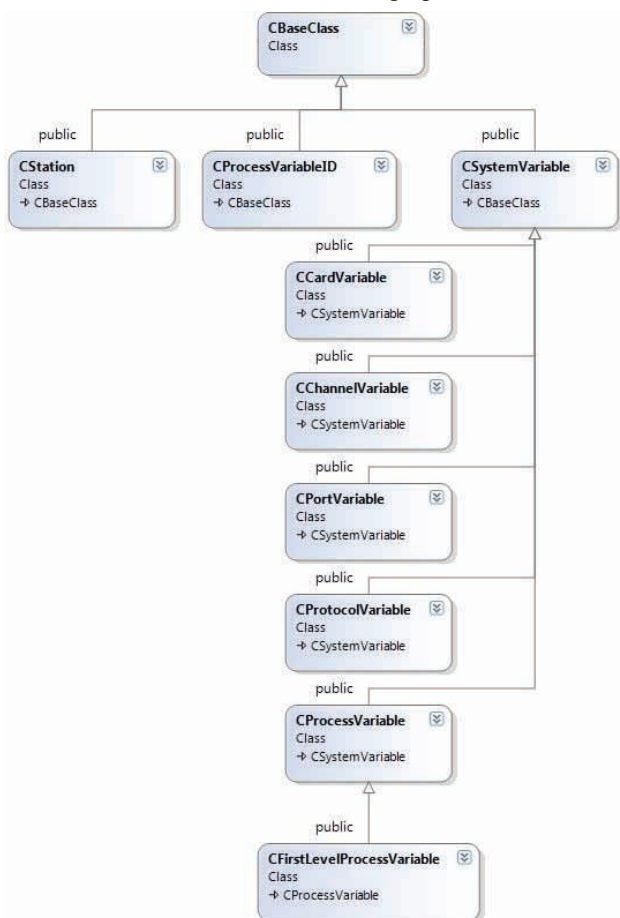 CBaseClass
Class
public
public
public
CStation
Class
CBaseClass
CProcessVariableID
Class
CBaseClass
CSystemVariable
Class
CBaseClass
public
CCardVariable
Class
CSystemVariable
public
CChannelVariable
Class
CSystemVariable
public
CPortVariable
Class
CSystemVariable
public
CProtocolVariable
Class
CSystemVariable
public
CProcessVariable
Class
CSystemVariable
public
CFirstLevelProcessVariable
Class
CProcessVariable